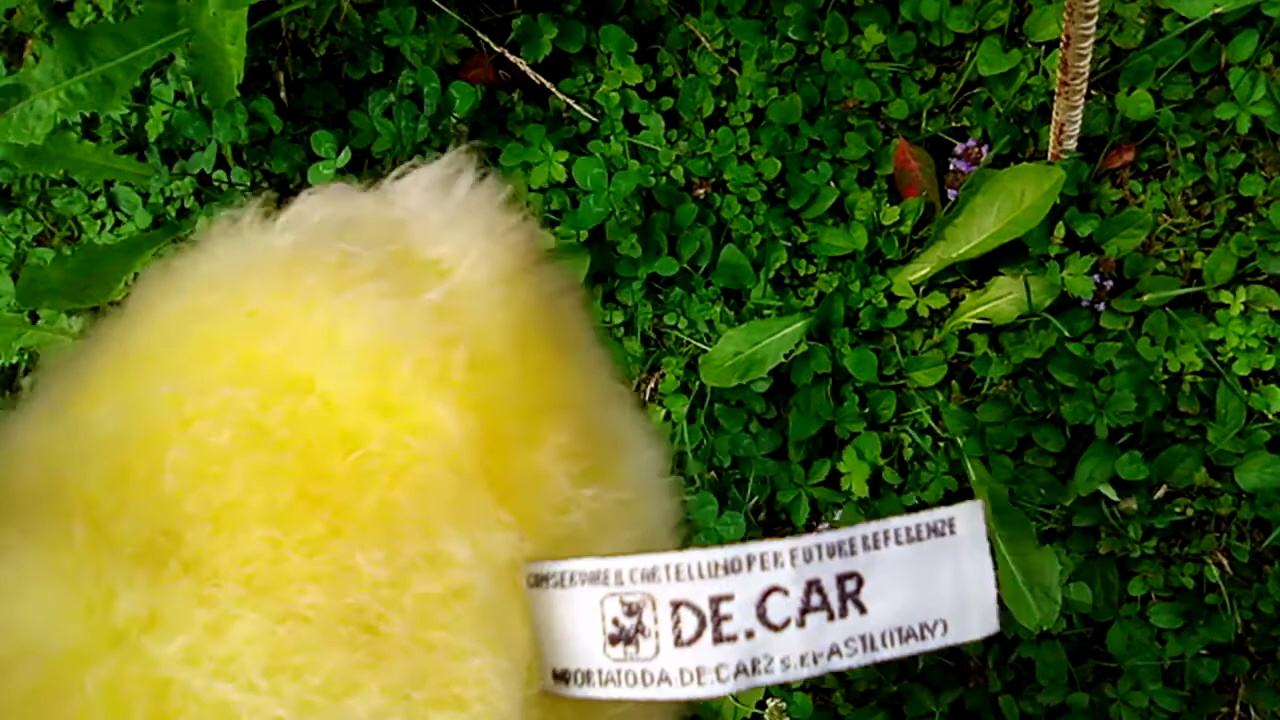 CONSERVARE IL CARTELLINO PER FUTURE REFERENZE
DE.CAR
IMPORTATO DA DE.CAR2 s.r.l ASTI (ITALY)